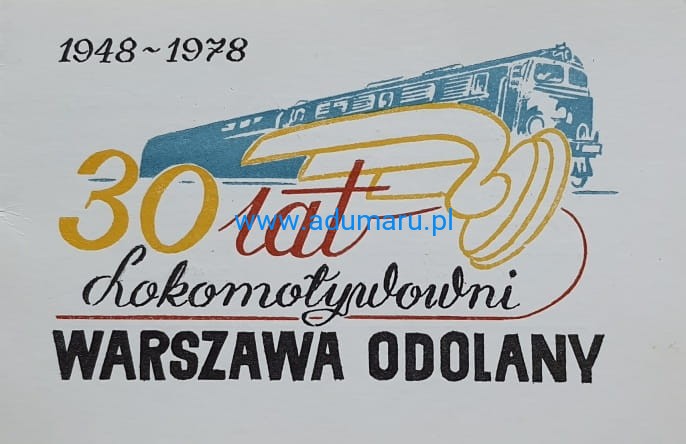 1948~1978
30 lat
www.adumaru.pl
Lokomotywowni
WARSZAWA ODOLANY